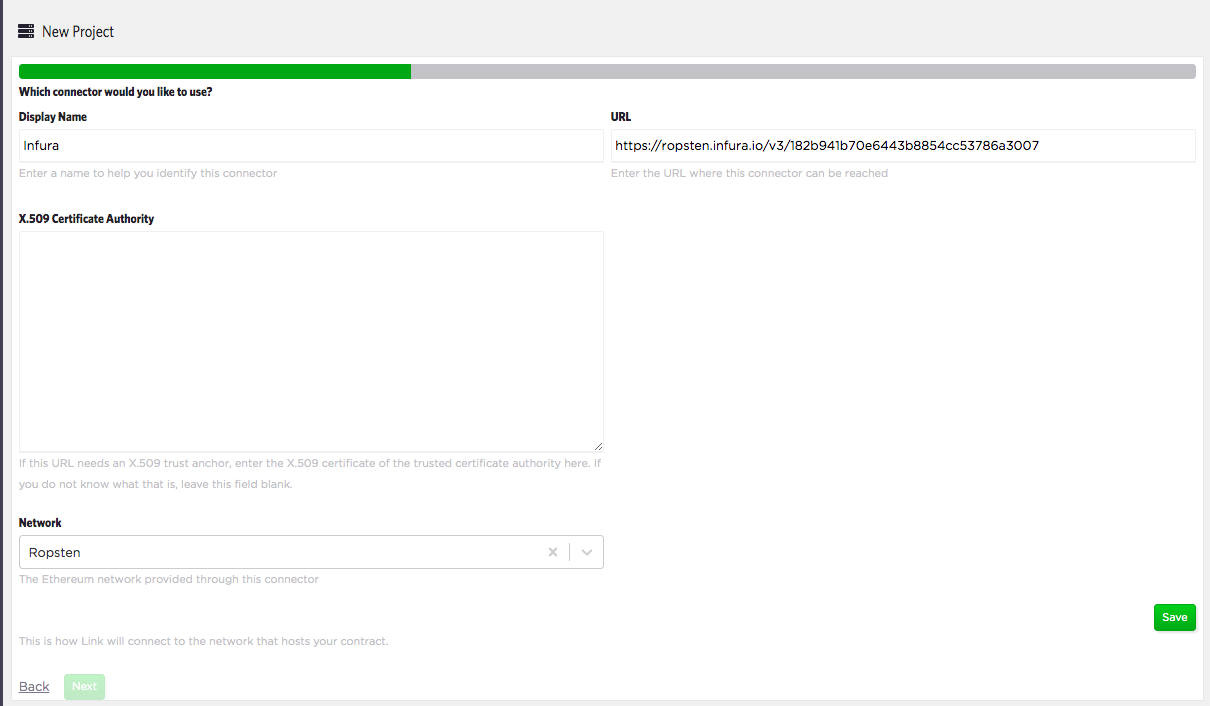 New Project
Which connector would you like to use?
Display Name
URL
Infura
https://ropsten.infura.io/v3/182b941b70e6443b8854cc53786a3007
Enter a name to help you identify this connector
Enter the URL where this connector can be reached
X.509 Certificate Authority
If this URL needs an X.509 trust anchor, enter the X.509 certificate of the trusted certificate authority here. If
you do not know what that is, leave this field blank.
Network
Ropsten
The Ethereum network provided through this connector
Save
This is how Link will connect to the network that hosts your contract.
Back
Next